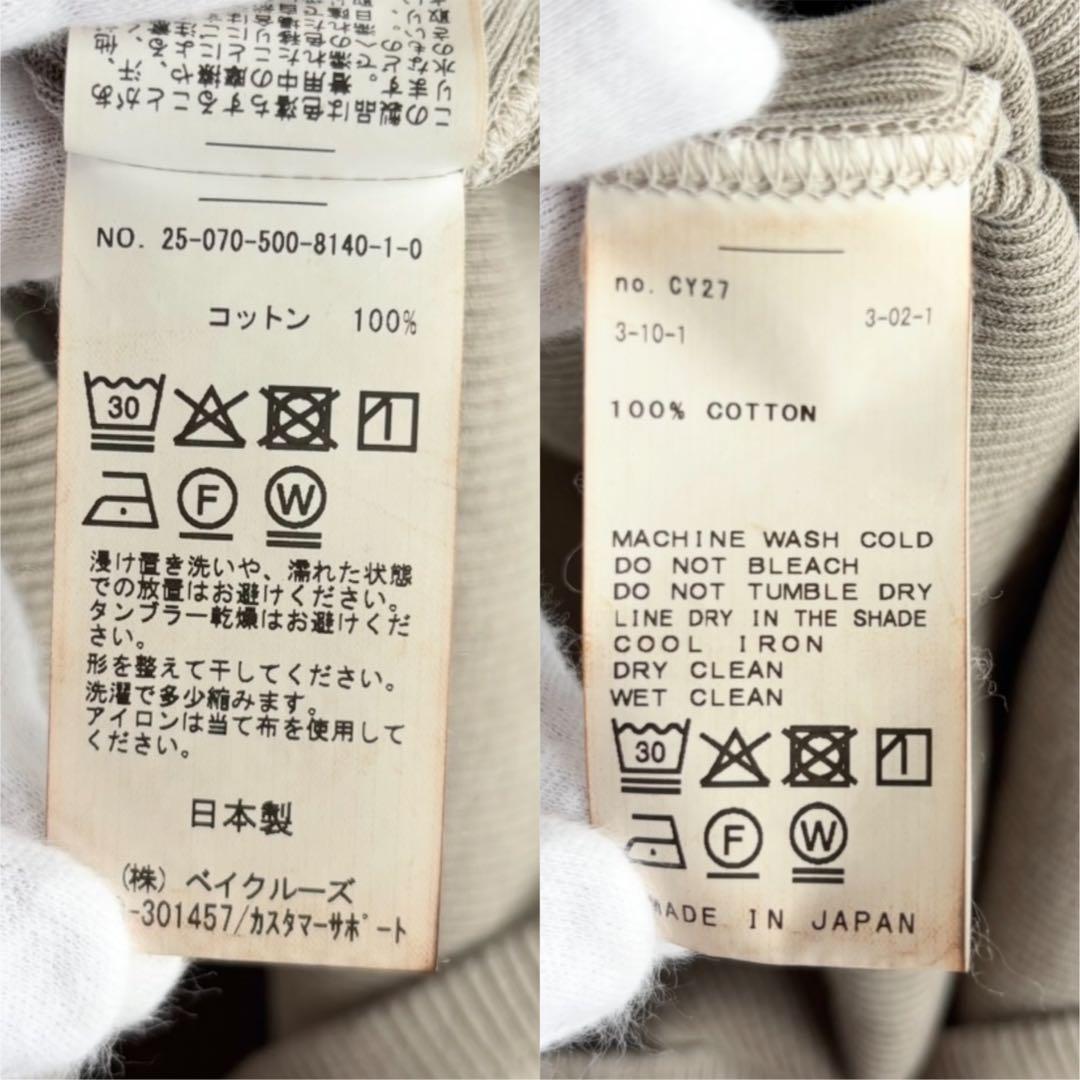 NO. 25-070-500-8140-1-0
コットン 100%
30
F W
浸け置き洗いや、濡れた状態
での放置はお避けください。
タンブラー乾燥はお避けくだ
さい。
形を整えて干してください。
洗濯で多少縮みます。
アイロンは当て布を使用して
ください。
日本製
(株) ベイクルーズ
-301457/カスタマーサポート
no. CY27
3-10-1 3-02-1
100% COTTON
MACHINE WASH COLD
DO NOT BLEACH
DO NOT TUMBLE DRY
LINE DRY IN THE SHADE
COOL IRON
DRY CLEAN
WET CLEAN
30
F W
MADE IN JAPAN